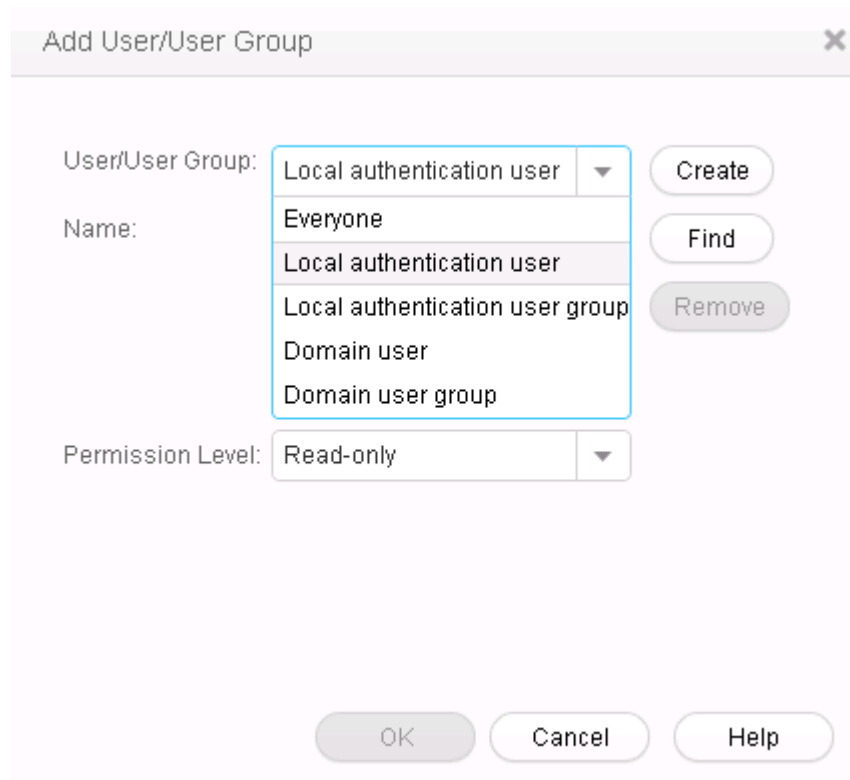 Add User/User Group
User/User Group:
Local authentication user
Create
Everyone
Name:
Find
Local authentication user
Local authentication user group
Remove
Domain user
Domain user group
Permission Level:
Read-only
OK
Cancel
Help